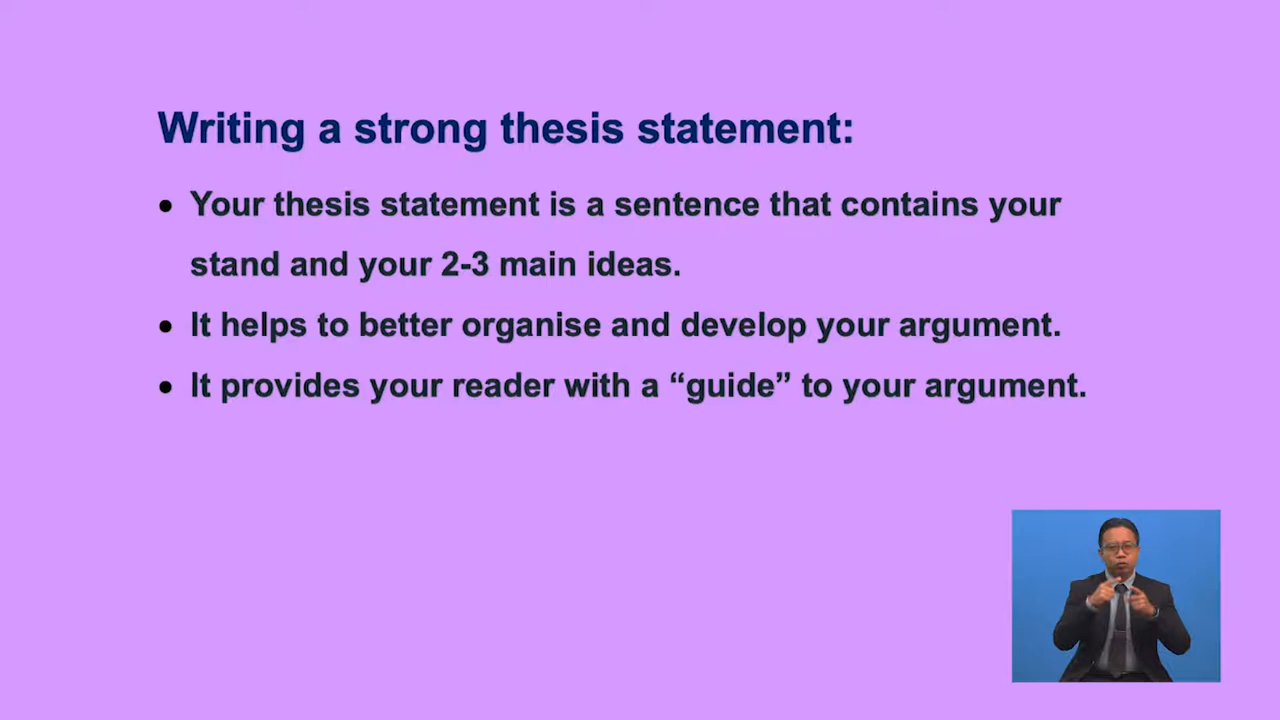 Writing a strong thesis statement:
• Your thesis statement is a sentence that contains your
stand and your 2-3 main ideas.
• It helps to better organise and develop your argument.
• It provides your reader with a “guide” to your argument.